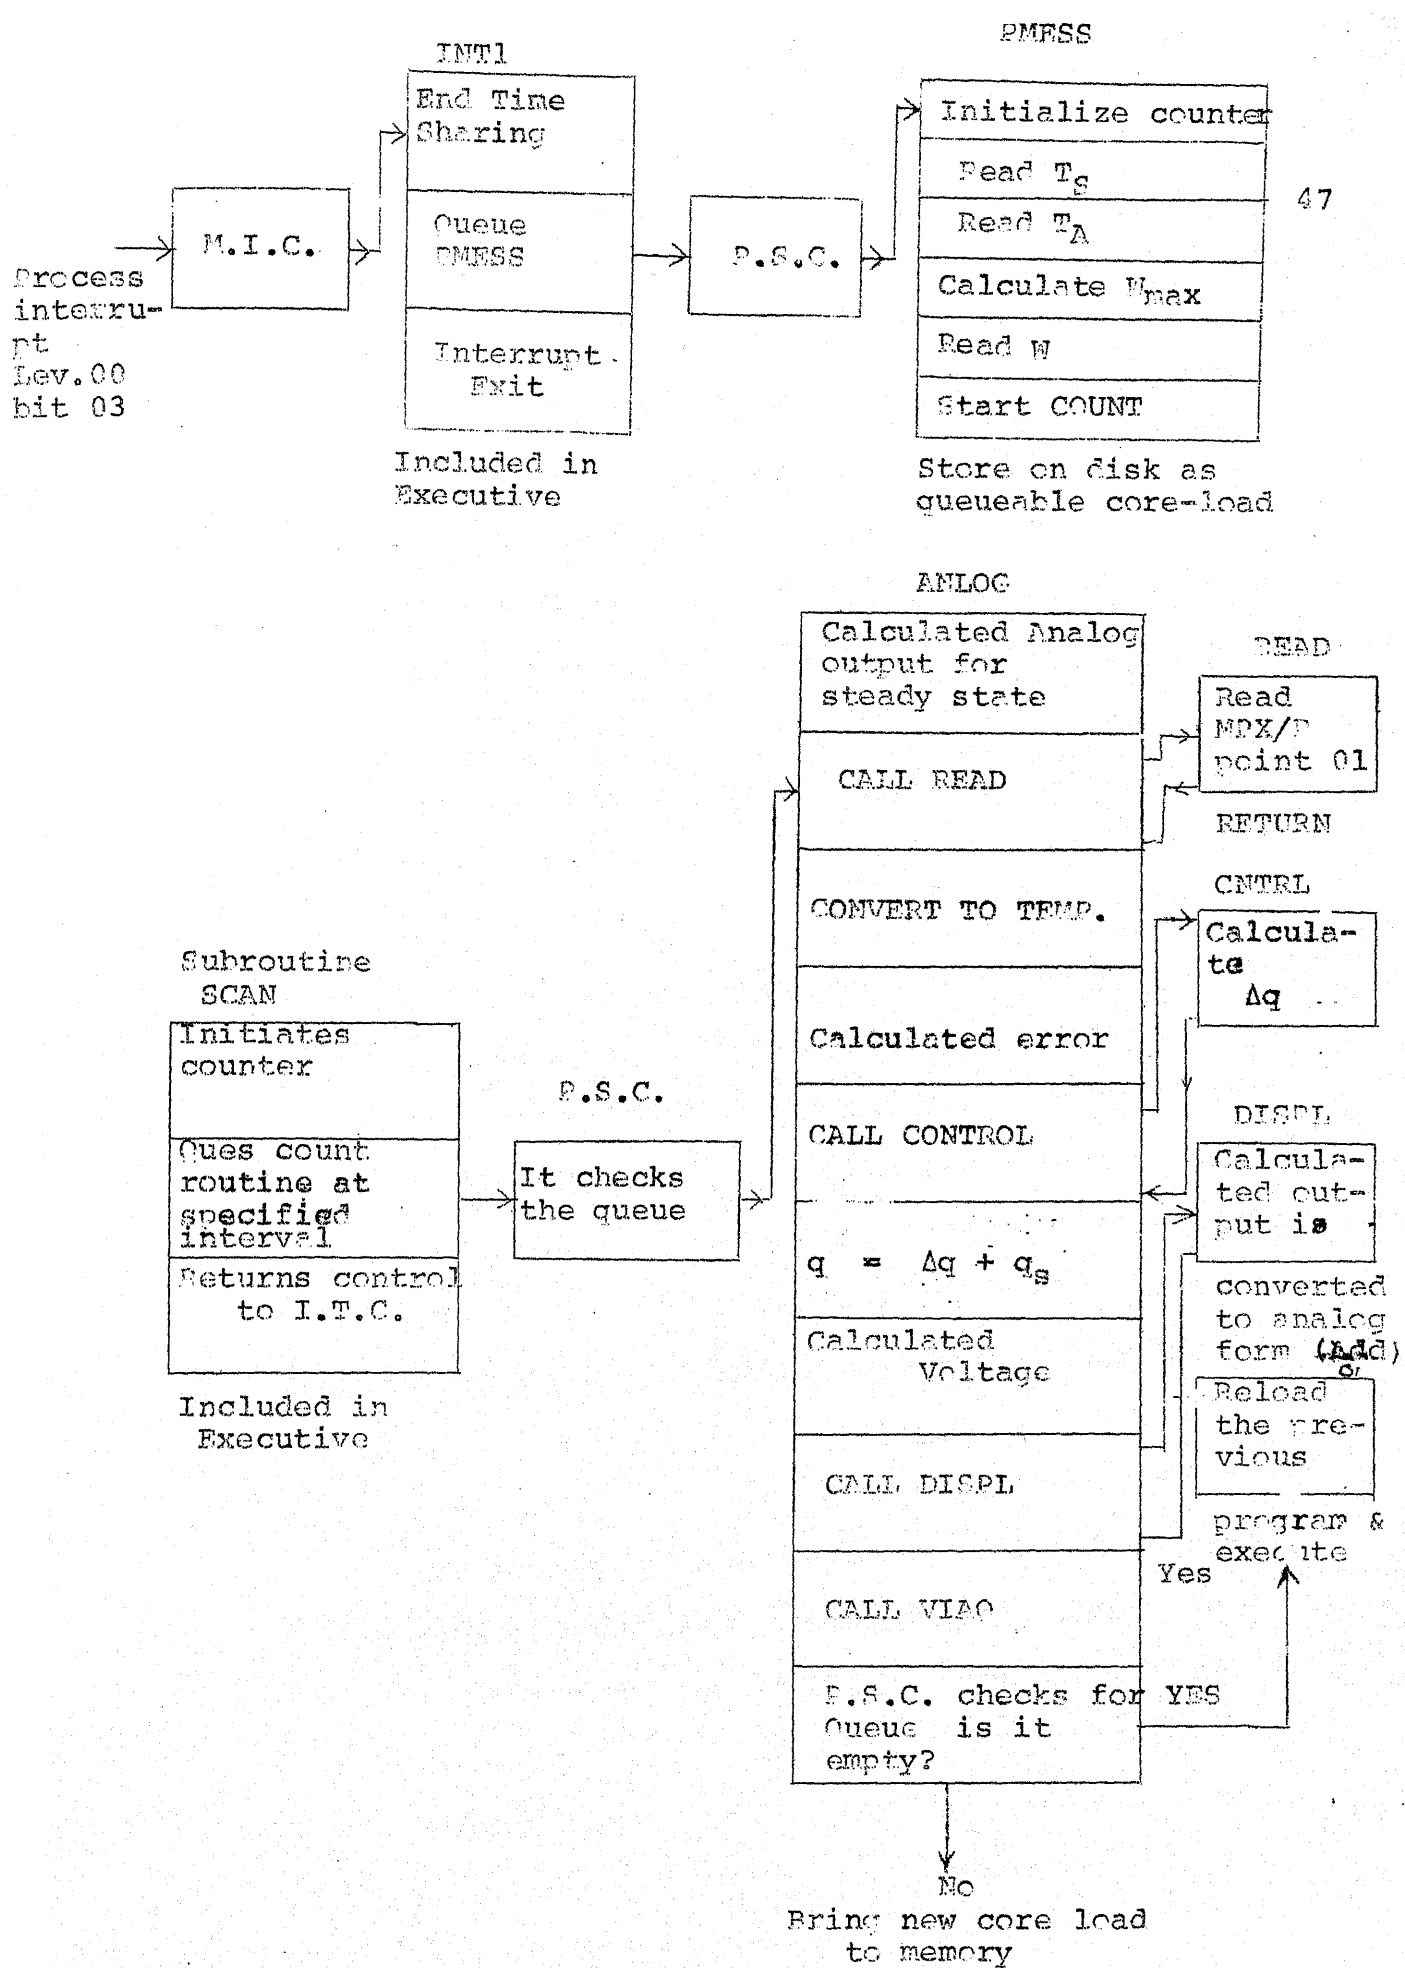 PMESS
INT1
End Time
Sharing
Initialize counter
Read T_S
47
Read T_A
Queue
PMESS
M.I.C.
P.S.C.
Calculate W_max
Process
interru-
pt
Lev.00
bit 03
Read W
Interrupt
Exit
Start COUNT
Included in
Executive
Store on disk as
queueable core-load
ANLOG
Calculated Analog
output for
steady state
READ
Read
MPX/R
point 01
CALL READ
RETURN
CNTRL
CONVERT TO TEMP.
Calcula-
te
Δq
Subroutine
SCAN
Initiates
counter
Calculated error
P.S.C.
DISPL
CALL CONTROL
Ques count
routine at
specified
interval
It checks
the queue
Calcula-
ted out-
put is
q = Δq + q_s
Returns control
to I.T.C.
converted
to analog
form (Add)
Calculated
Voltage
Included in
Executive
Reload
the pre-
vious
CALL DISPL
program &
execute
Yes
CALL VIAO
P.S.C. checks for YES
Queue is it
empty?
No
Bring new core load
to memory